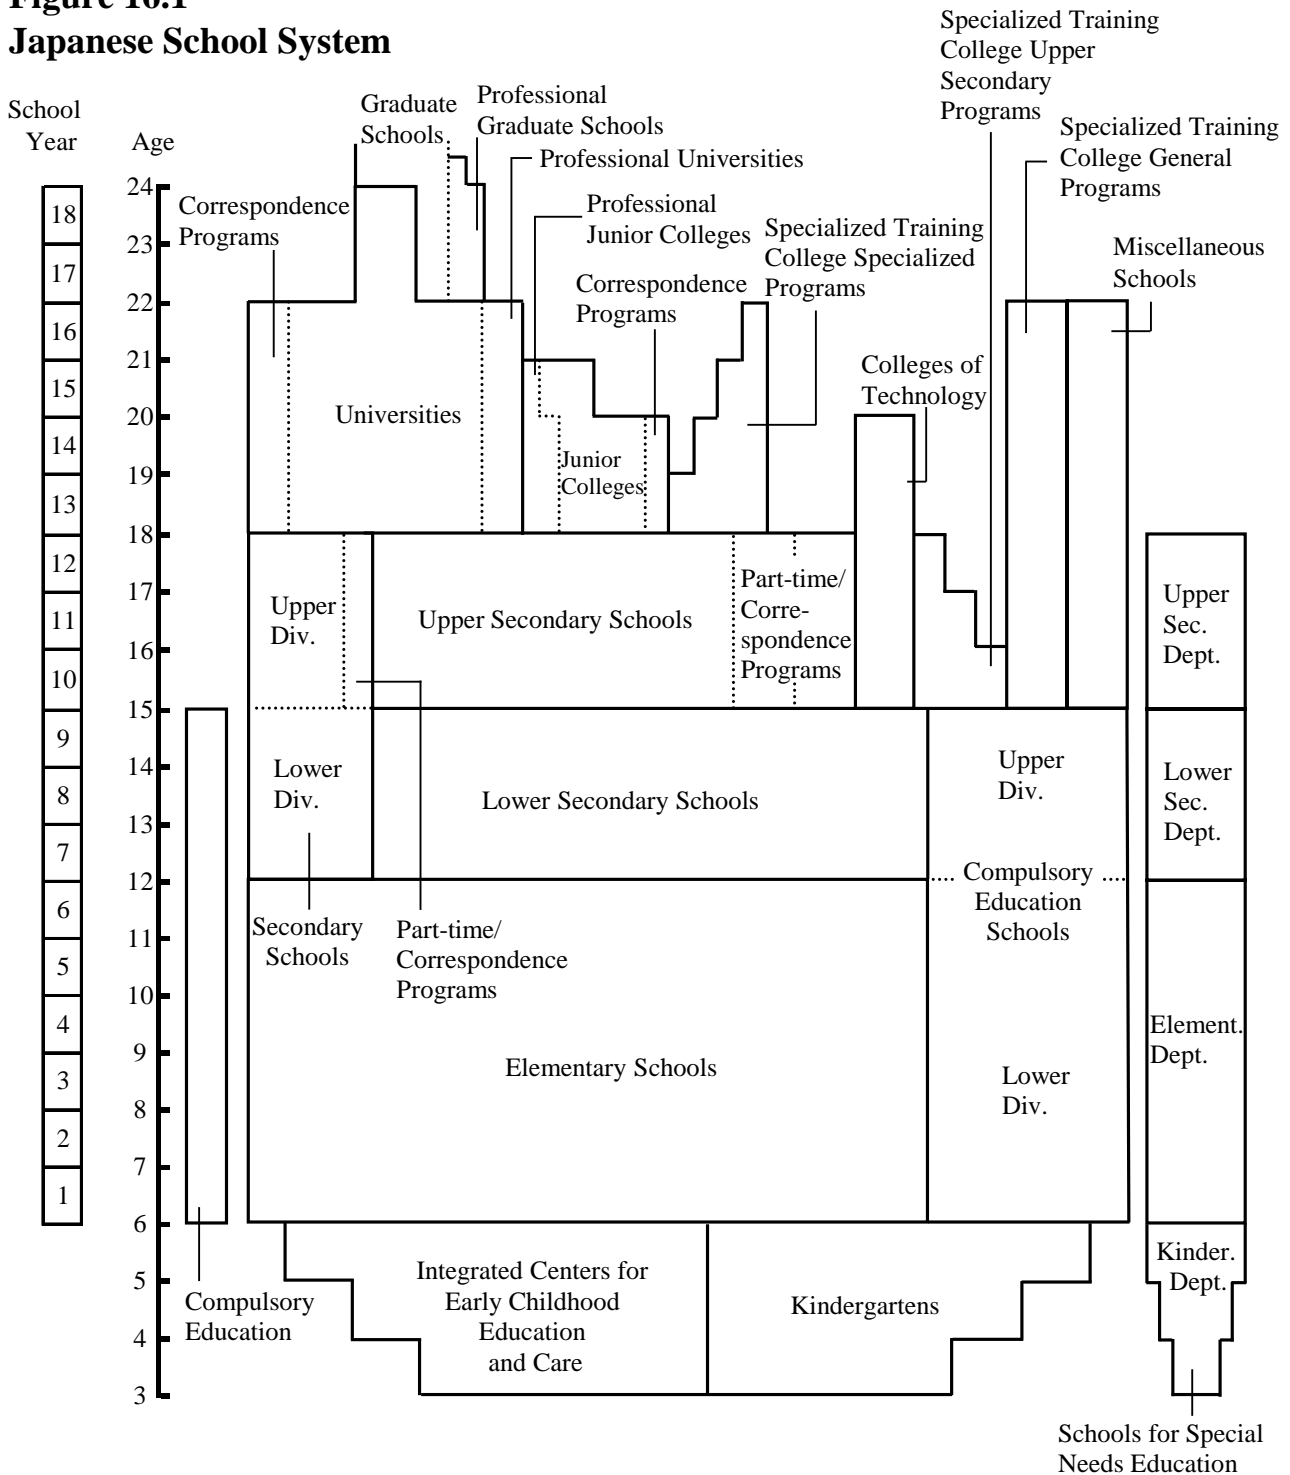 Figure 16.1
Japanese School System
School
Year
Age
18
17
16
15
14
13
12
11
10
9
8
7
6
5
4
3
2
1
24
23
22
21
20
19
18
17
16
15
14
13
12
11
10
9
8
7
6
5
4
3
Correspondence
Programs
Graduate
Schools
Professional
Graduate Schools
Professional Universities
Professional
Junior Colleges
Correspondence
Programs
Specialized Training
College Specialized
Programs
Specialized Training
College Upper
Secondary
Programs
Specialized Training
College General
Programs
Miscellaneous
Schools
Colleges of
Technology
Universities
Junior
Colleges
Upper
Div.
Upper Secondary Schools
Part-time/
Corre-
spondence
Programs
Upper
Sec.
Dept.
Lower
Div.
Lower Secondary Schools
Upper
Div.
Lower
Sec.
Dept.
Compulsory
Education
Schools
Secondary
Schools
Part-time/
Correspondence
Programs
Elementary Schools
Lower
Div.
Element.
Dept.
Compulsory
Education
Integrated Centers for
Early Childhood
Education
and Care
Kindergartens
Kinder.
Dept.
Schools for Special
Needs Education